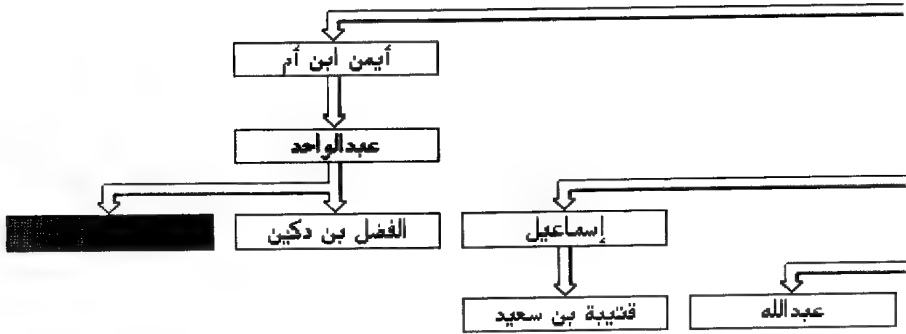 أيمن ابن أم
عبدالواحد
الفضل بن دكين
إسماعيل
قتيبة بن سعيد
عبدالله